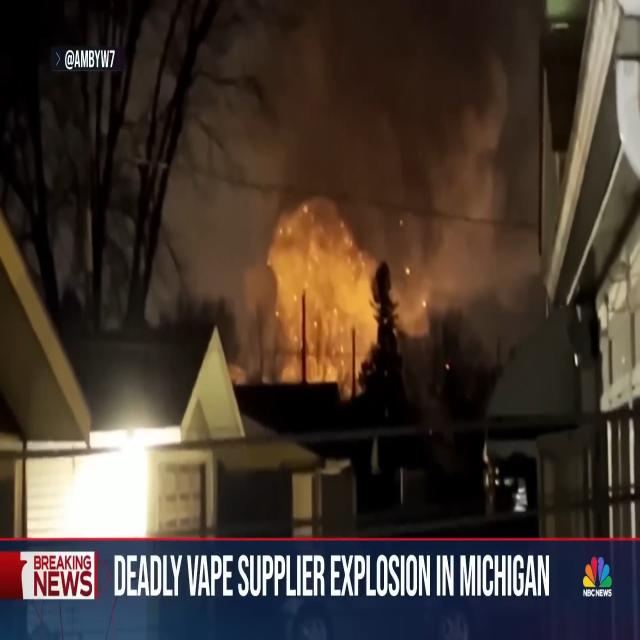 @AMBYW7
BREAKING
NEWS
DEADLY VAPE SUPPLIER EXPLOSION IN MICHIGAN
NBC NEWS